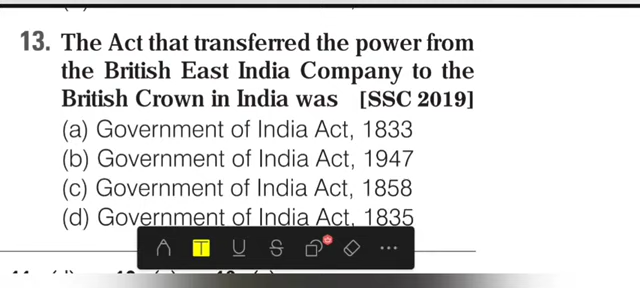 13. The Act that transferred the power from
the British East India Company to the
British Crown in India was [SSC 2019]
(a) Government of India Act, 1833
(b) Government of India Act, 1947
(c) Government of India Act, 1858
(d) Government of India Act, 1835